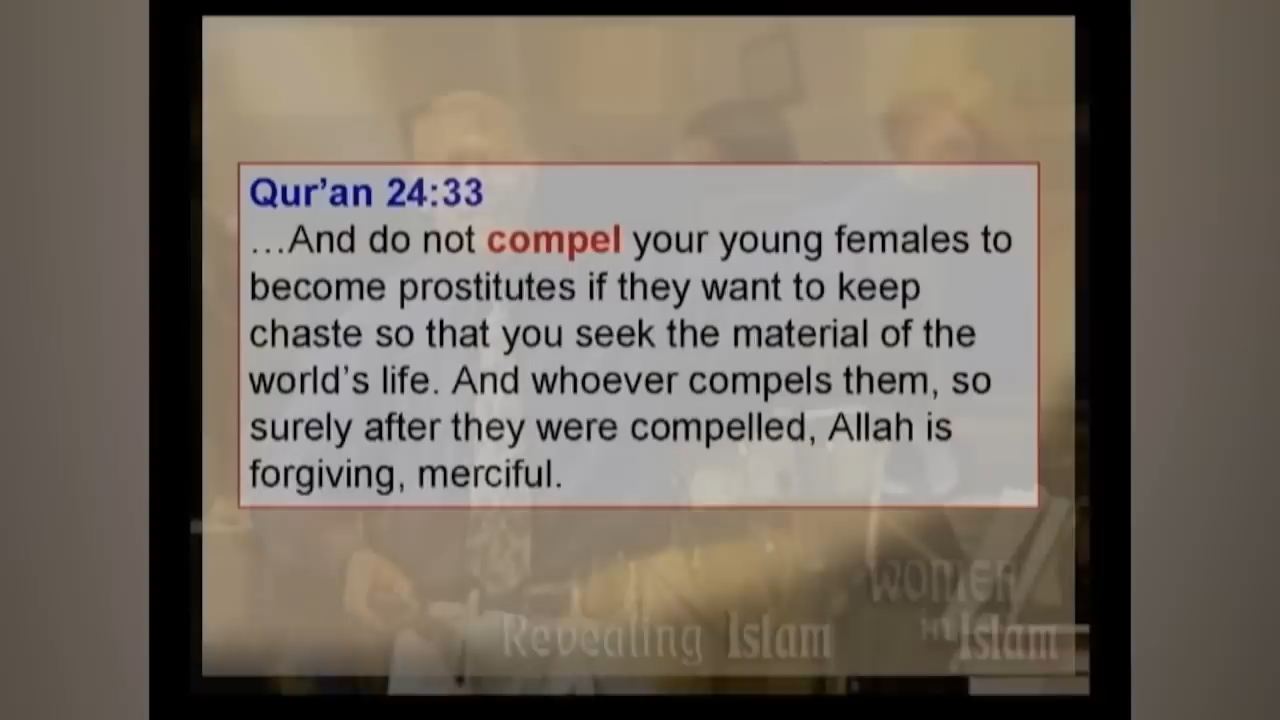 Qur’an 24:33
…And do not compel your young females to
become prostitutes if they want to keep
chaste so that you seek the material of the
world’s life. And whoever compels them, so
surely after they were compelled, Allah is
forgiving, merciful.
WOMEN
IN Islam
Revealing Islam